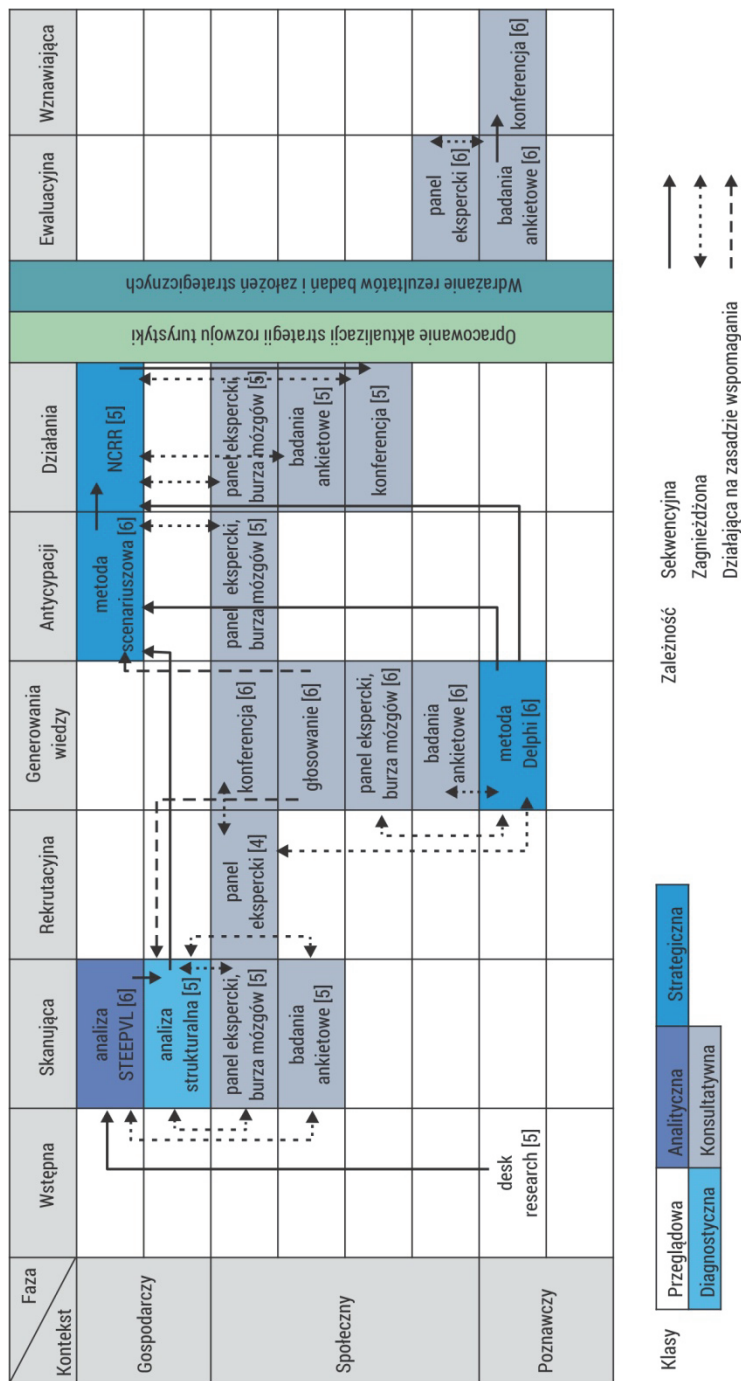 Faza
Kontekst
Wstępna
Skanująca
Rekrutacyjna
Generowania
wiedzy
Antycypacji
Działania
Ewaluacyjna
Wznawiająca
Gospodarczy
analiza
STEEPVL [6]
metoda
scenariuszowa [6]
NCRR [5]
analiza
strukturalna [5]
Społeczny
panel ekspercki,
burza mózgów [5]
panel
ekspercki [4]
konferencja [6]
panel ekspercki,
burza mózgów [5]
panel ekspercki,
burza mózgów [5]
badania
ankietowe [5]
głosowanie [6]
badania
ankietowe [5]
panel ekspercki,
burza mózgów [6]
konferencja [5]
badania
ankietowe [6]
panel
ekspercki [6]
Poznawczy
desk
research [5]
metoda
Delphi [6]
badania
ankietowe [6]
konferencja [6]
Opracowanie aktualizacji strategii rozwoju turystyki
Wdrażanie rezultatów badań i założeń strategicznych
Klasy
Przeglądowa
Analityczna
Strategiczna
Diagnostyczna
Konsultatywna
Zależność
Sekwencyjna
Zagnieżdżona
Działająca na zasadzie wspomagania